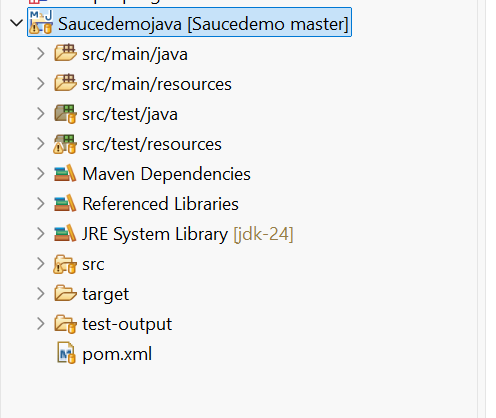 Saucedemojava [Saucedemo master]
src/main/java
src/main/resources
src/test/java
src/test/resources
Maven Dependencies
Referenced Libraries
JRE System Library [jdk-24]
src
target
test-output
pom.xml